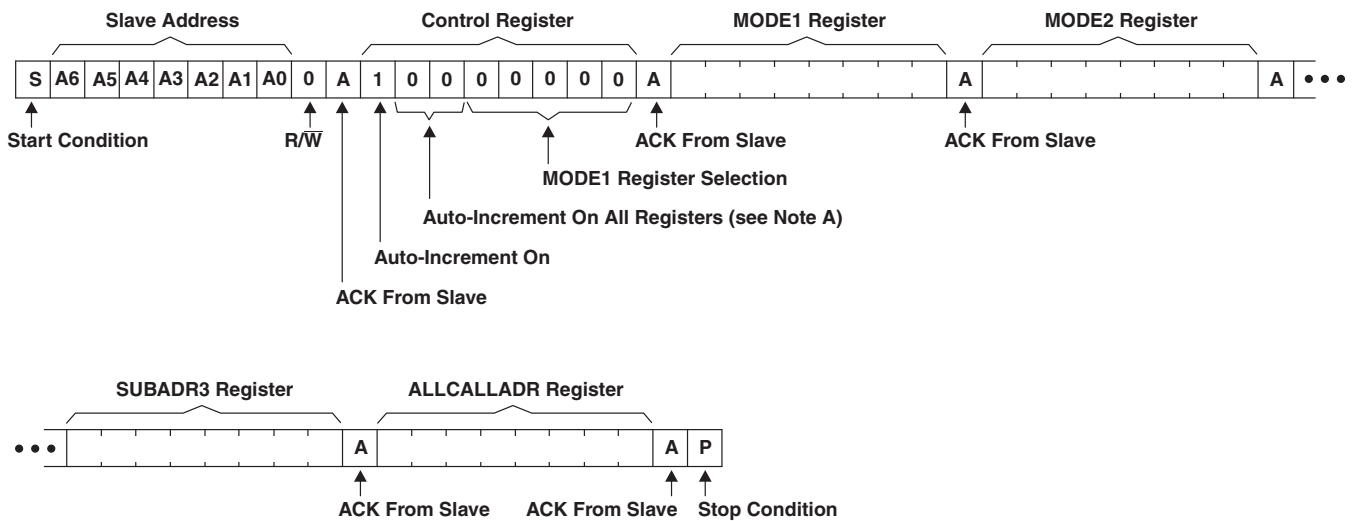 Slave Address Control Register MODE1 Register MODE2 Register
S A6 A5 A4 A3 A2 A1 A0 0 A 1 0 0 0 0 0 0 0 A A A •••
Start Condition R/W̅ ACK From Slave ACK From Slave
MODE1 Register Selection
Auto-Increment On All Registers (see Note A)
Auto-Increment On
ACK From Slave
SUBADR3 Register ALLCALLADR Register
••• A A P
ACK From Slave ACK From Slave Stop Condition